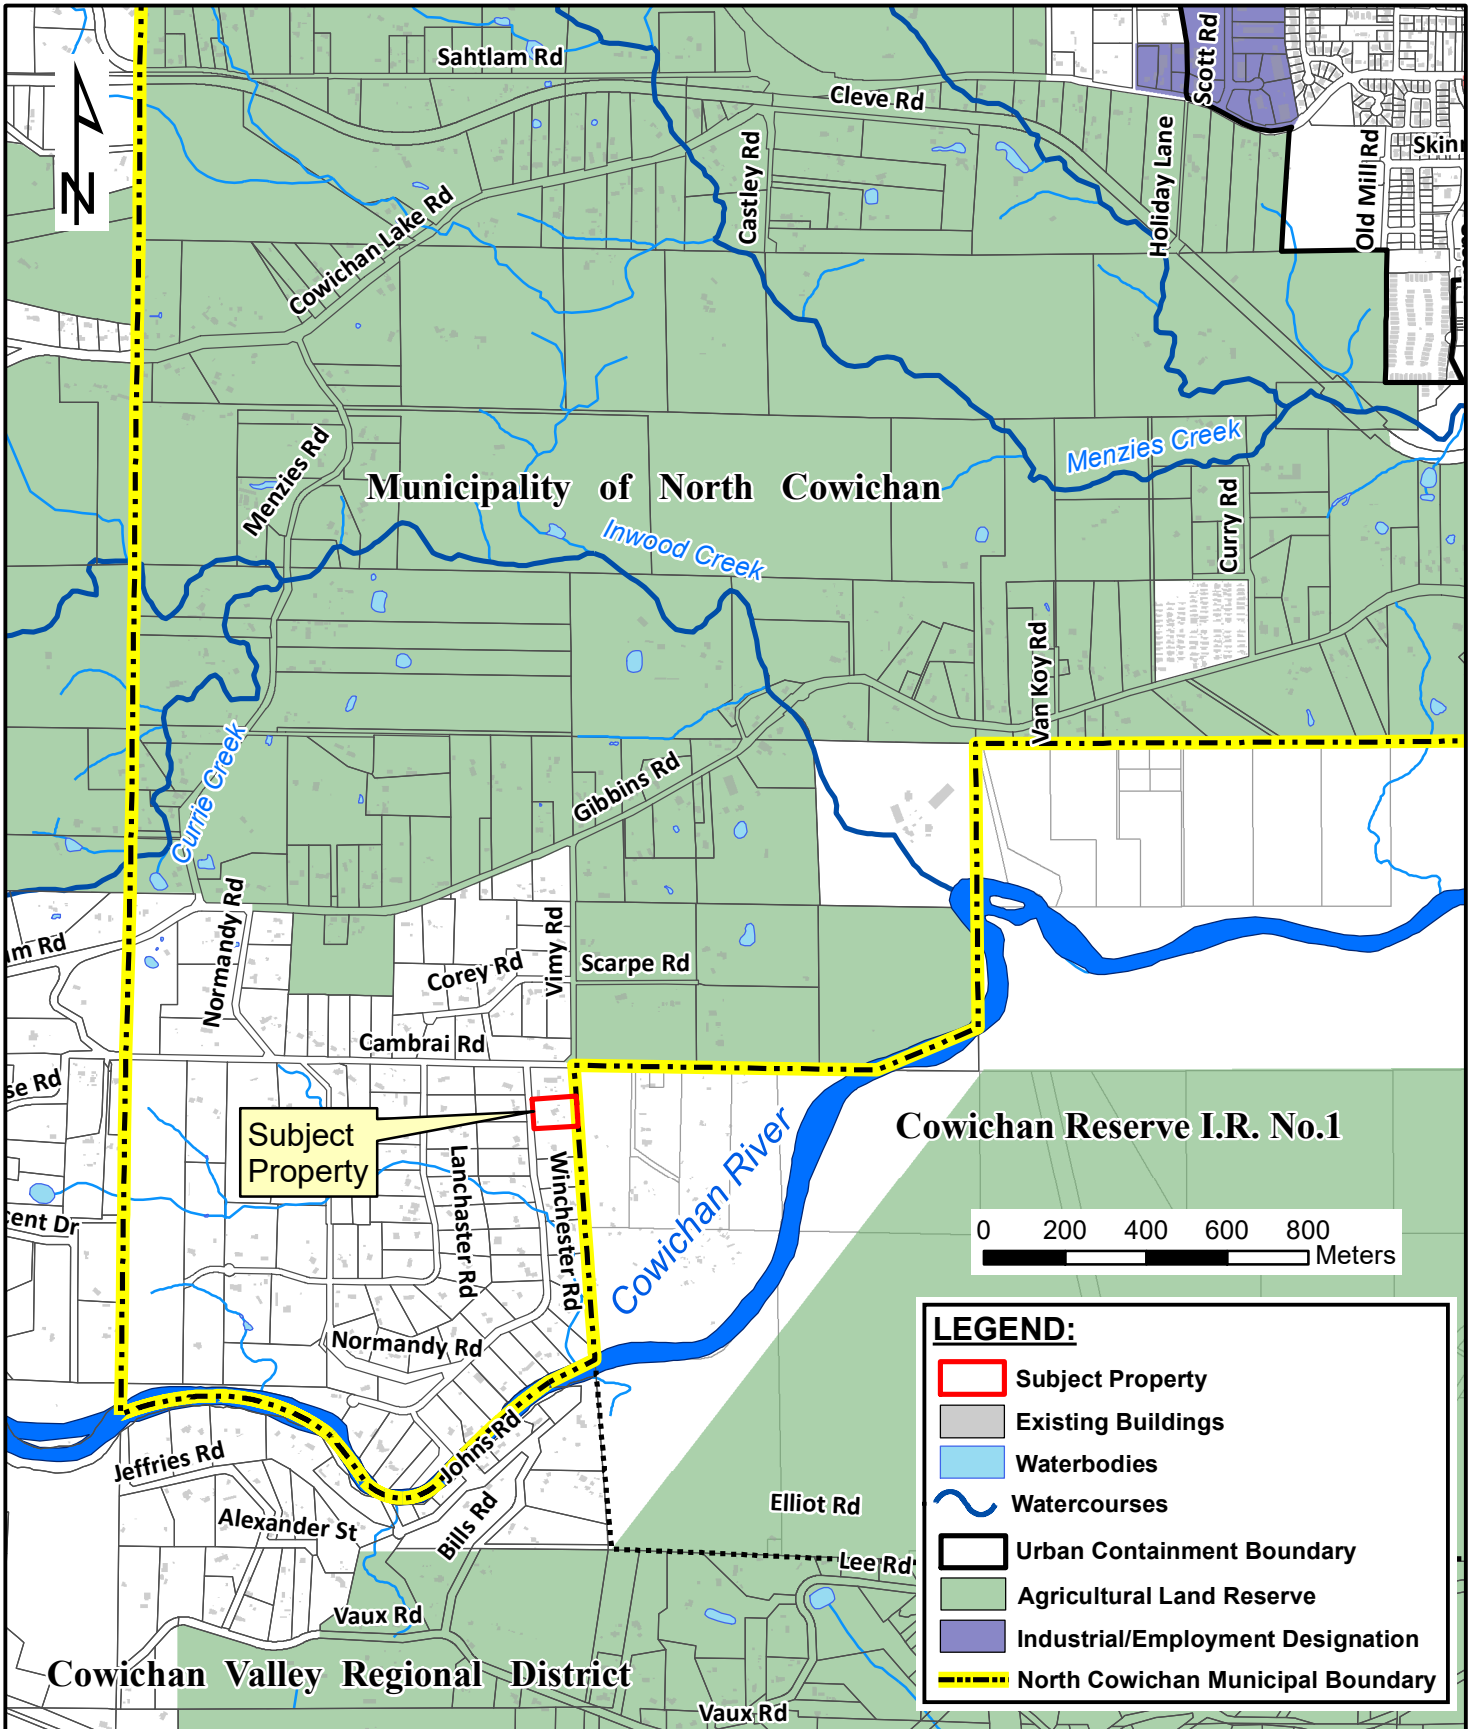 Sahtlam Rd
Cleve Rd
Scott Rd
Old Mill Rd
Skinn
Holiday Lane
Castley Rd
N
Cowichan Lake Rd
Menzies Rd
Menzies Creek
Municipality of North Cowichan
Inwood Creek
Curry Rd
Van Koy Rd
Currie Creek
Gibbins Rd
Normandy Rd
Vimy Rd
Corey Rd
Scarpe Rd
Cambrai Rd
Subject
Property
Cowichan Reserve I.R. No.1
Lanchaster Rd
Winchester Rd
Cowichan River
cent Dr
0 200 400 600 800
Meters
Normandy Rd
Johns Rd
Jeffries Rd
Alexander St
Bills Rd
Elliot Rd
Lee Rd
Vaux Rd
Cowichan Valley Regional District
Vaux Rd
LEGEND:
Subject Property
Existing Buildings
Waterbodies
Watercourses
Urban Containment Boundary
Agricultural Land Reserve
Industrial/Employment Designation
North Cowichan Municipal Boundary